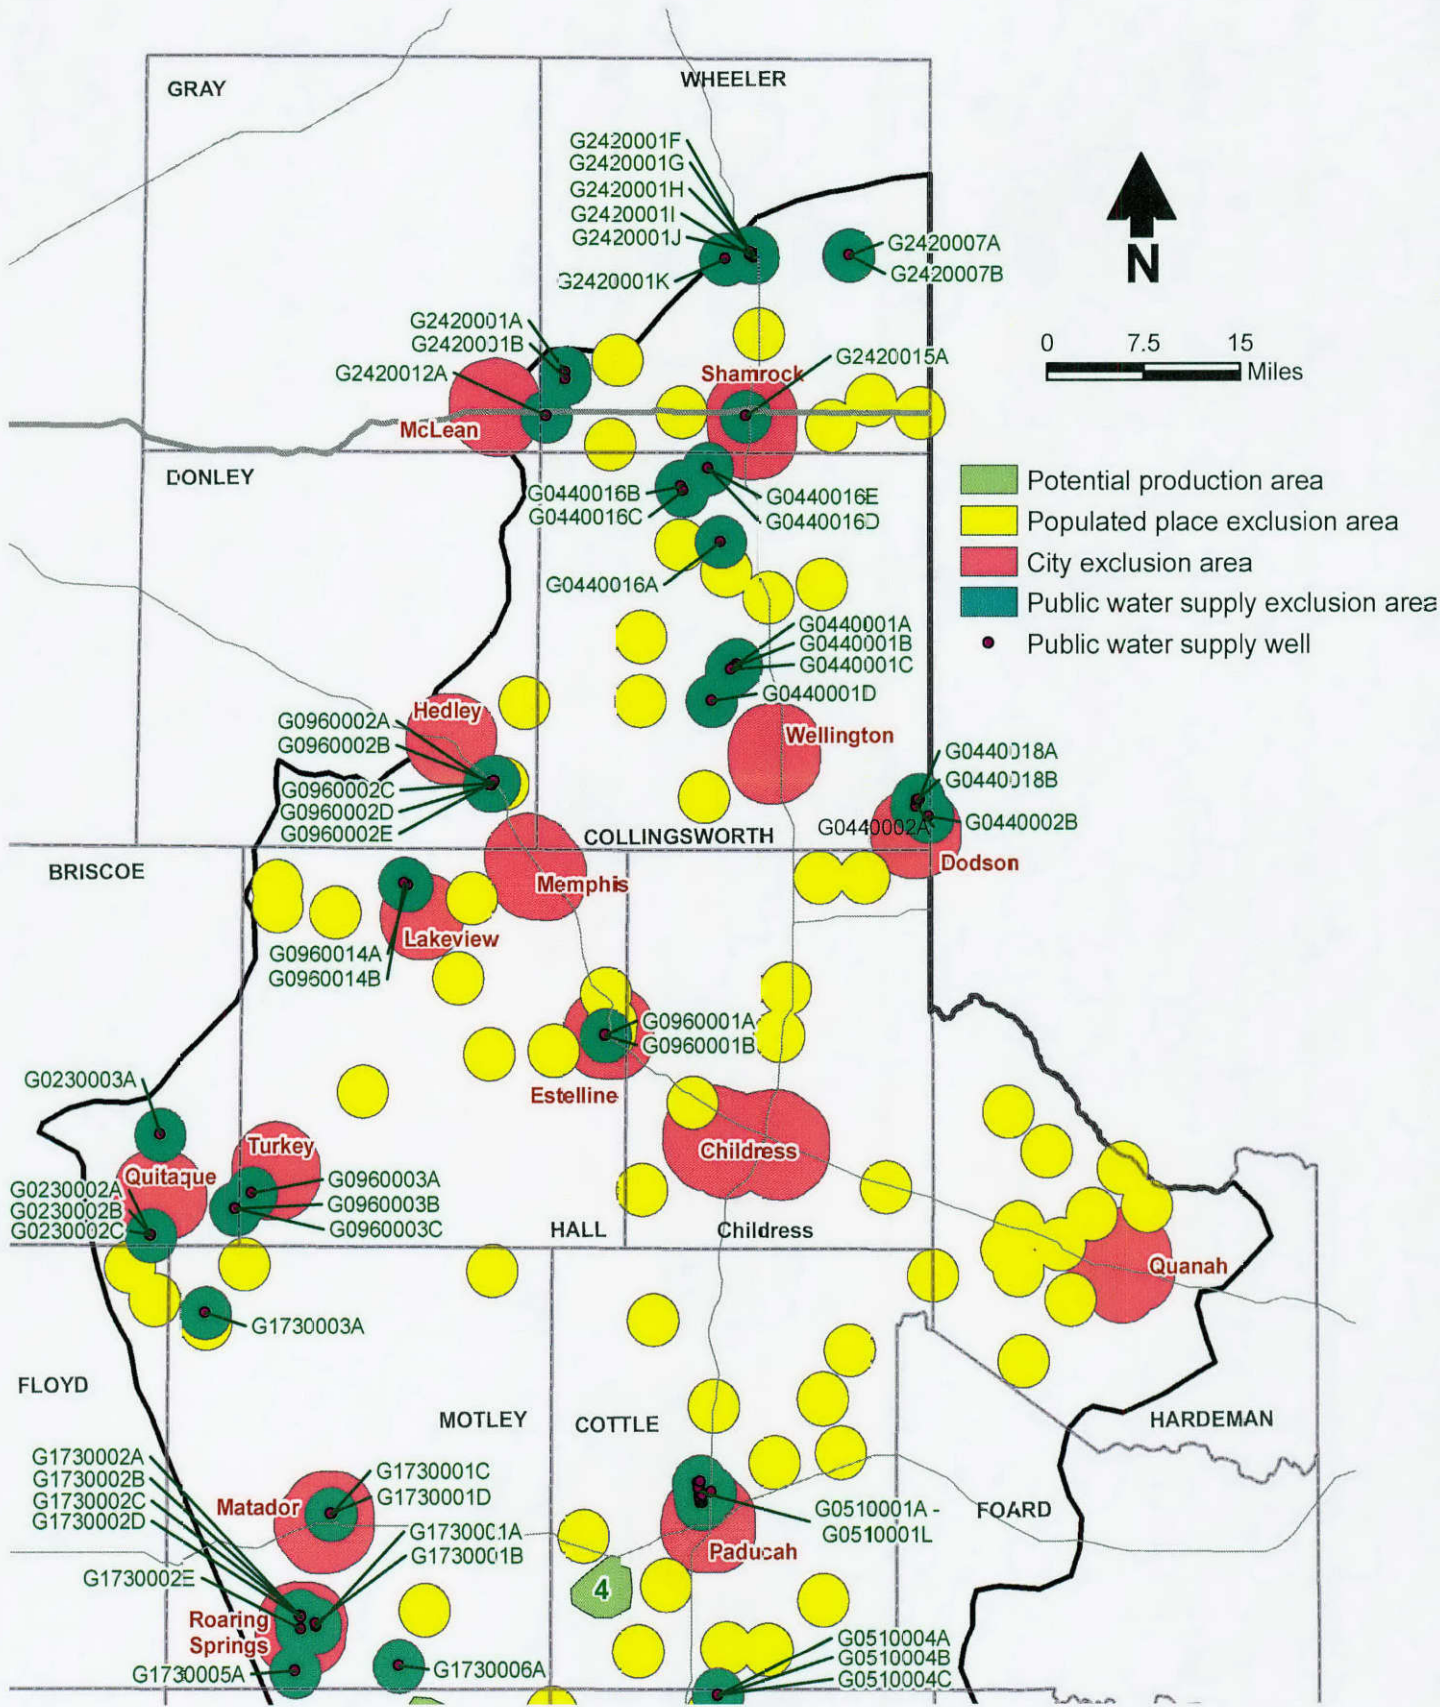 GRAY
WHEELER
G2420001F
G2420001G
G2420001H
G2420001I
G2420001J
G2420001K
G2420007A
G2420007B
N
0 7.5 15
Miles
G2420001A
G2420001B
G2420012A
G2420015A
Shamrock
McLean
DONLEY
G0440016B
G0440016C
G0440016E
G0440016D
G0440016A
Potential production area
Populated place exclusion area
City exclusion area
Public water supply exclusion area
Public water supply well
G0440001A
G0440001B
G0440001C
G0440001D
Hedley
G0960002A
G0960002B
G0960002C
G0960002D
G0960002E
Wellington
G0440018A
G0440018B
G0440002A
G0440002B
COLLINGSWORTH
Dodson
BRISCOE
Memphis
Lakeview
G0960014A
G0960014B
G0960001A
G0960001B
Estelline
G0230003A
Turkey
Quitaque
G0230002A
G0230002B
G0230002C
G0960003A
G0960003B
G0960003C
Childress
HALL
Childress
Quanah
G1730003A
FLOYD
MOTLEY
COTTLE
HARDEMAN
G1730002A
G1730002B
G1730002C
G1730002D
Matador
G1730001C
G1730001D
G1730001A
G1730001B
G1730002E
Roaring
Springs
G1730005A
G1730006A
G0510001A -
G0510001L
FOARD
Paducah
4
G0510004A
G0510004B
G0510004C